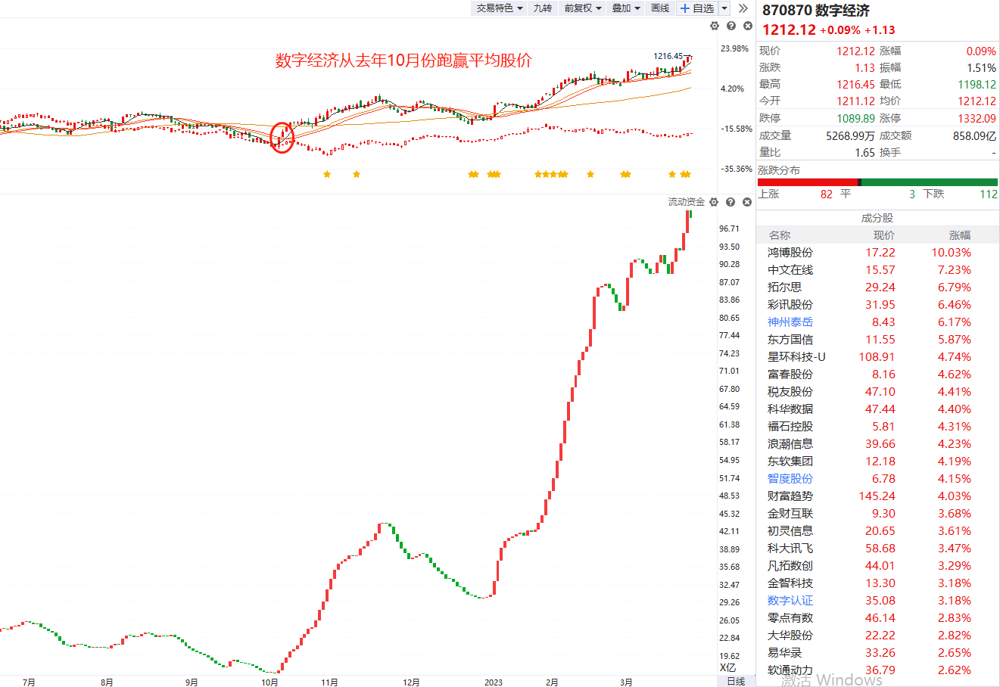 交易特色 九转 前复权 叠加 画线 + 自选
870870 数字经济
1212.12 +0.09% +1.13
数字经济从去年10月份跑赢平均股价
1216.45
23.98%
4.20%
-15.58%
-35.36%
现价 1212.12 涨幅 0.09%
涨跌 1.13 振幅 1.51%
最高 1216.45 最低 1198.12
今开 1211.12 均价 1212.12
跌停 1089.89 涨停 1332.09
成交量 5268.99万 成交额 858.09亿
量比 1.65 换手 -
涨跌分布
上涨 82 平 3 下跌 112
流动资金
96.71
93.50
90.28
87.07
83.86
80.65
77.44
74.23
71.01
67.80
64.59
61.38
58.17
54.95
51.74
48.53
45.32
42.11
38.89
35.68
32.47
29.26
26.05
22.84
19.62
X亿
7月 8月 9月 10月 11月 12月 2023 2月 3月 日线
成分股
名称 现价 涨幅
鸿博股份 17.22 10.03%
中文在线 15.57 7.23%
拓尔思 29.24 6.79%
彩讯股份 31.95 6.46%
神州泰岳 8.43 6.17%
东方国信 11.55 5.87%
星环科技-U 108.91 4.74%
富春股份 8.16 4.62%
税友股份 47.10 4.41%
科华数据 47.44 4.40%
福石控股 5.81 4.31%
浪潮信息 39.66 4.23%
东软集团 12.18 4.19%
智度股份 6.78 4.15%
财富趋势 145.24 4.03%
金财互联 9.30 3.68%
初灵信息 20.65 3.61%
科大讯飞 58.68 3.47%
凡拓数创 44.01 3.29%
金智科技 13.30 3.18%
数字认证 35.08 3.18%
零点有数 46.14 2.83%
大华股份 22.22 2.82%
易华录 33.26 2.65%
软通动力 36.79 2.62%
激活 Windows